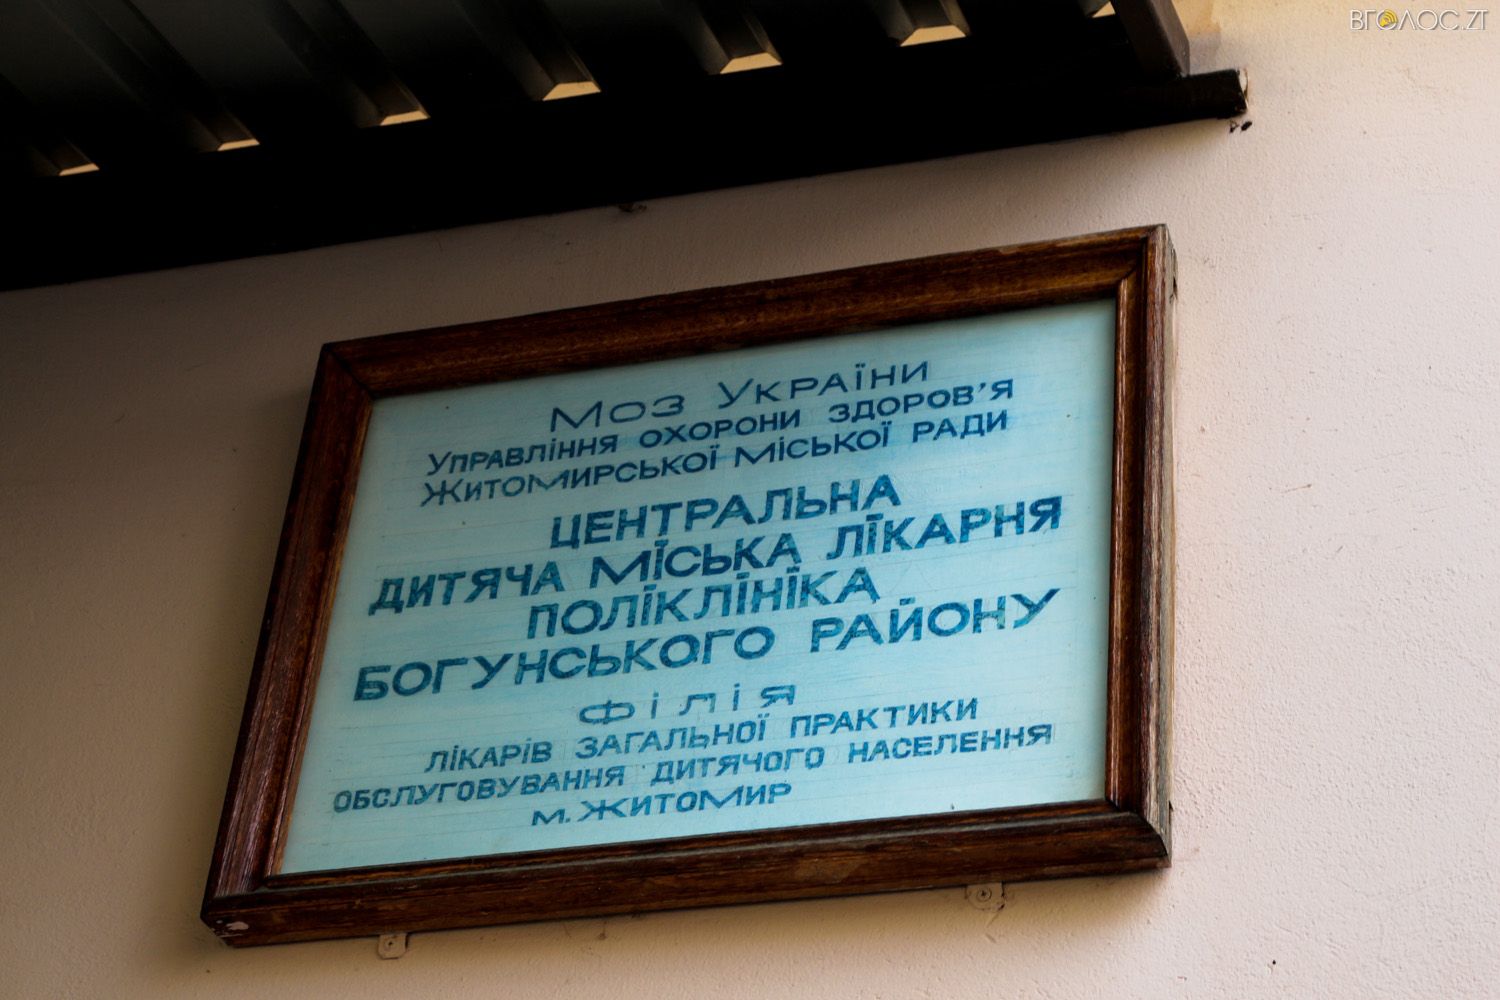 ВГОЛОС.ZT
Моз України
Управління охорони здоров'я
Житомирської міської ради
ЦЕНТРАЛЬНА
ДИТЯЧА МІСЬКА ЛІКАРНЯ
ПОЛІКЛІНІКА
БОГУНСЬКОГО РАЙОНУ
ФІЛІЯ
ЛІКАРІВ ЗАГАЛЬНОЇ ПРАКТИКИ
ОБСЛУГОВУВАННЯ ДИТЯЧОГО НАСЕЛЕННЯ
м. Житомир